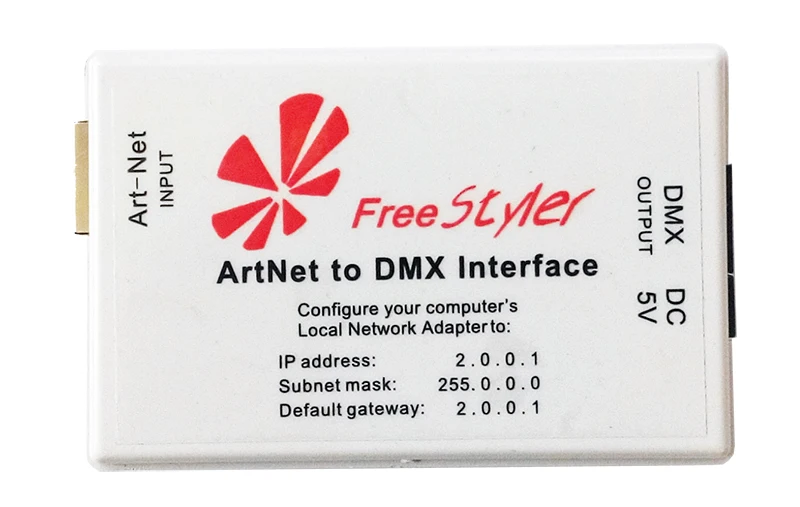 Art-Net
INPUT
FreeStyler
DMX
OUTPUT
DC
5V
ArtNet to DMX Interface
Configure your computer's
Local Network Adapter to:
IP address: 2.0.0.1
Subnet mask: 255.0.0.0
Default gateway: 2.0.0.1